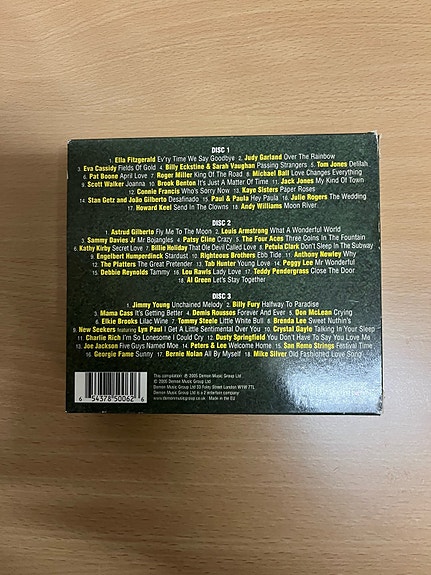 DISC 1
1. Ella Fitzgerald Ev'ry Time We Say Goodbye 2. Judy Garland Over The Rainbow
3. Eva Cassidy Fields Of Gold 4. Billy Eckstine & Sarah Vaughan Passing Strangers 5. Tom Jones Delilah
6. Pat Boone April Love 7. Roger Miller King Of The Road 8. Michael Ball Love Changes Everything
9. Scott Walker Joanna 10. Brook Benton It's Just A Matter Of Time 11. Jack Jones My Kind Of Town
12. Connie Francis Who's Sorry Now 13. Kaye Sisters Paper Roses
14. Stan Getz and João Gilberto Desafinado 15. Paul & Paula Hey Paula 16. Julie Rogers The Wedding
17. Howard Keel Send In The Clowns 18. Andy Williams Moon River
DISC 2
1. Astrud Gilberto Fly Me To The Moon 2. Louis Armstrong What A Wonderful World
3. Sammy Davies Jr Mr Bojangles 4. Patsy Cline Crazy 5. The Four Aces Three Coins In The Fountain
6. Kathy Kirby Secret Love 7. Billie Holiday That Ole Devil Called Love 8. Petula Clark Don't Sleep In The Subway
9. Engelbert Humperdinck Stardust 10. Righteous Brothers Ebb Tide 11. Anthony Newley Why
12. The Platters The Great Pretender 13. Tab Hunter Young Love 14. Peggy Lee Mr Wonderful
15. Debbie Reynolds Tammy 16. Lou Rawls Lady Love 17. Teddy Pendergrass Close The Door
18. Al Green Let's Stay Together
DISC 3
1. Jimmy Young Unchained Melody 2. Billy Fury Halfway To Paradise
3. Mama Cass It's Getting Better 4. Demis Roussos Forever And Ever 5. Don McLean Crying
6. Elkie Brooks Lilac Wine 7. Tommy Steele Little White Bull 8. Brenda Lee Sweet Nuthin's
9. New Seekers featuring Lyn Paul I Get A Little Sentimental Over You 10. Crystal Gayle Talking In Your Sleep
11. Charlie Rich I'm So Lonesome I Could Cry 12. Dusty Springfield You Don't Have To Say You Love Me
13. Joe Jackson Five Guys Named Moe 14. Peters & Lee Welcome Home 15. San Remo Strings Festival Time
16. Georgie Fame Sunny 17. Bernie Nolan All By Myself 18. Mike Silver Old Fashioned Love Song
This compilation ℗ 2005 Demon Music Group Ltd
© 2005 Demon Music Group Ltd
Demon Music Group Ltd 33 Foley Street London W1W 7TL
Demon Music Group Ltd is a 2 entertain company
www.demonmusicgroup.co.uk Made in the EU
6 54378 50062 6